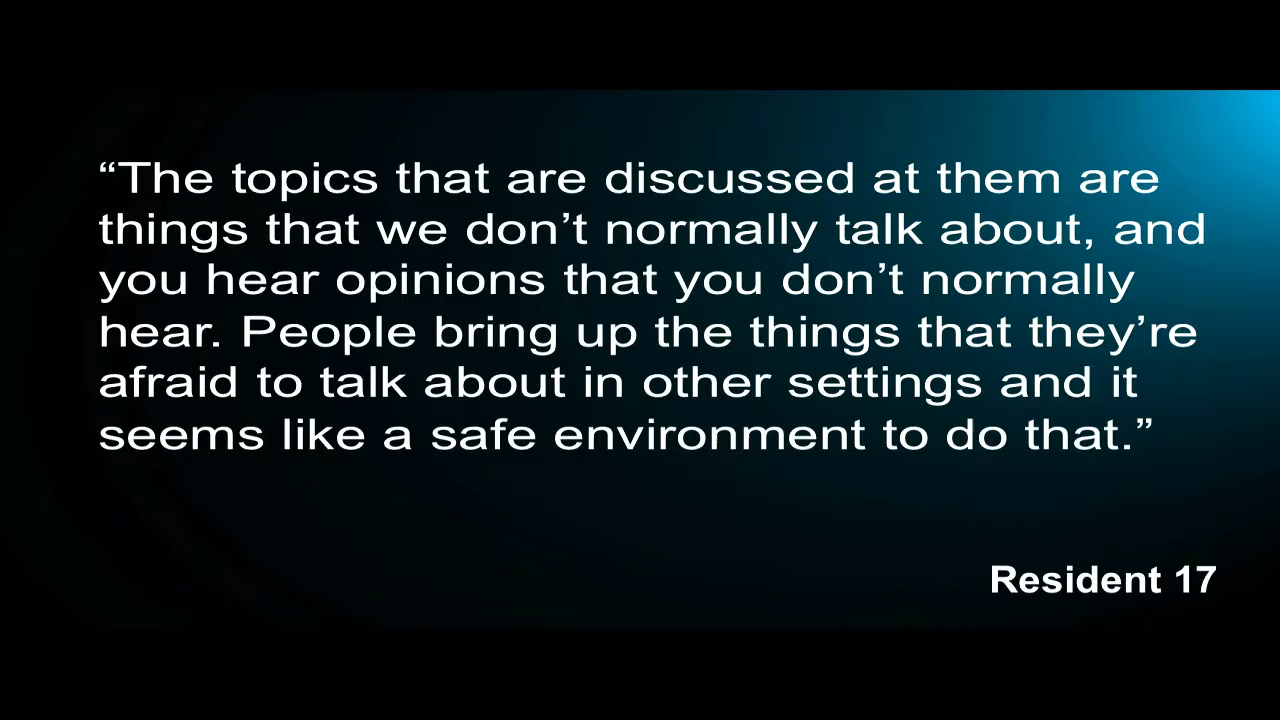 “The topics that are discussed at them are
things that we don’t normally talk about, and
you hear opinions that you don’t normally
hear. People bring up the things that they’re
afraid to talk about in other settings and it
seems like a safe environment to do that.”
Resident 17